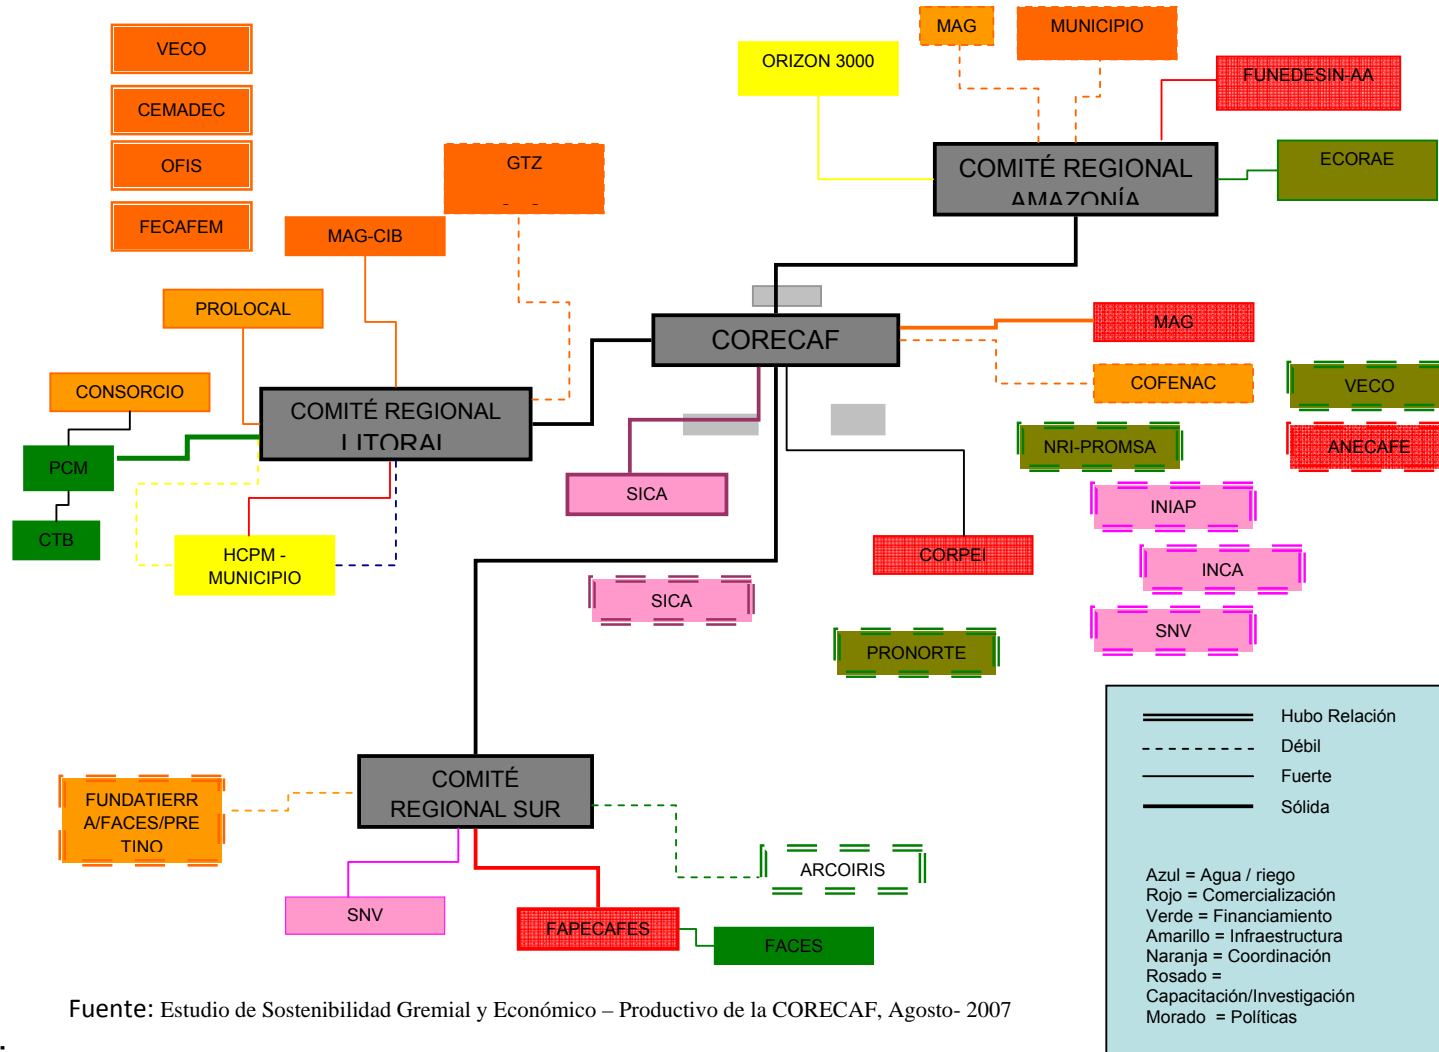 MAG
MUNICIPIO
VECO
ORIZON 3000
FUNEDESIN-AA
CEMADEC
OFIS
GTZ
COMITÉ REGIONAL
AMAZONÍA
ECORAE
FECAFEM
MAG-CIB
PROLOCAL
MAG
CORECAF
CONSORCIO
COFENAC
VECO
COMITÉ REGIONAL
LITORAL
NRI-PROMSA
ANECAFE
PCM
SICA
INIAP
CTB
HCPM -
MUNICIPIO
CORPEI
INCA
SICA
SNV
PRONORTE
Hubo Relación
Débil
Fuerte
Sólida
COMITÉ
REGIONAL SUR
FUNDATIERR
A/FACES/PRE
TINO
ARCOIRIS
SNV
FAPECAFES
FACES
Azul = Agua / riego
Rojo = Comercialización
Verde = Financiamiento
Amarillo = Infraestructura
Naranja = Coordinación
Rosado =
Capacitación/Investigación
Morado = Políticas
Fuente: Estudio de Sostenibilidad Gremial y Económico – Productivo de la CORECAF, Agosto- 2007